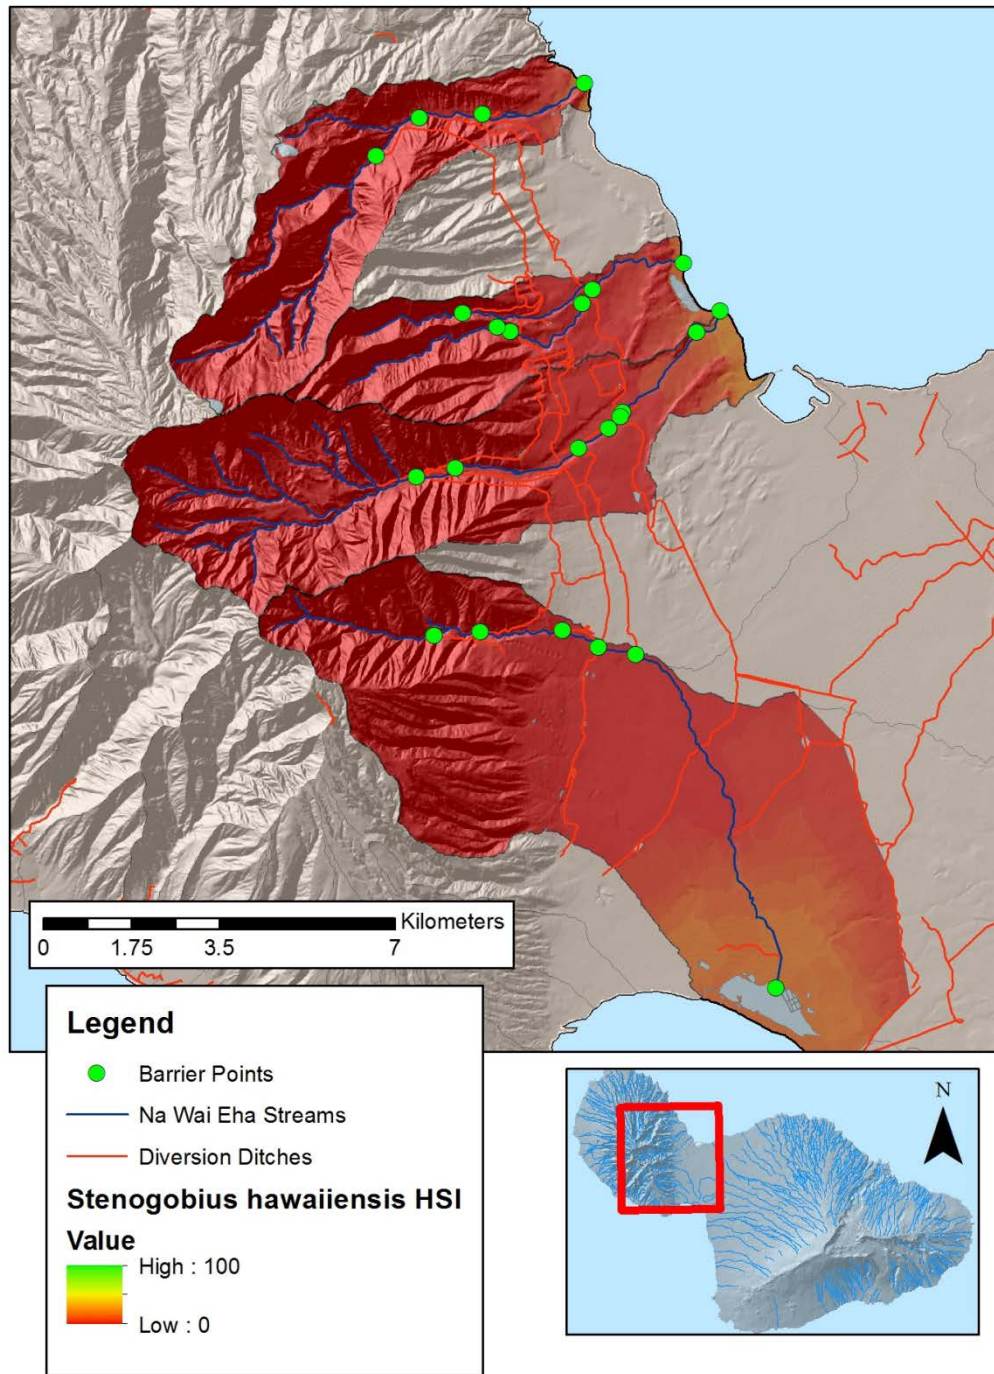 Kilometers
0 1.75 3.5 7
Legend
Barrier Points
Na Wai Eha Streams
Diversion Ditches
Stenogobius hawaiiensis HSI
Value
High : 100
Low : 0
N